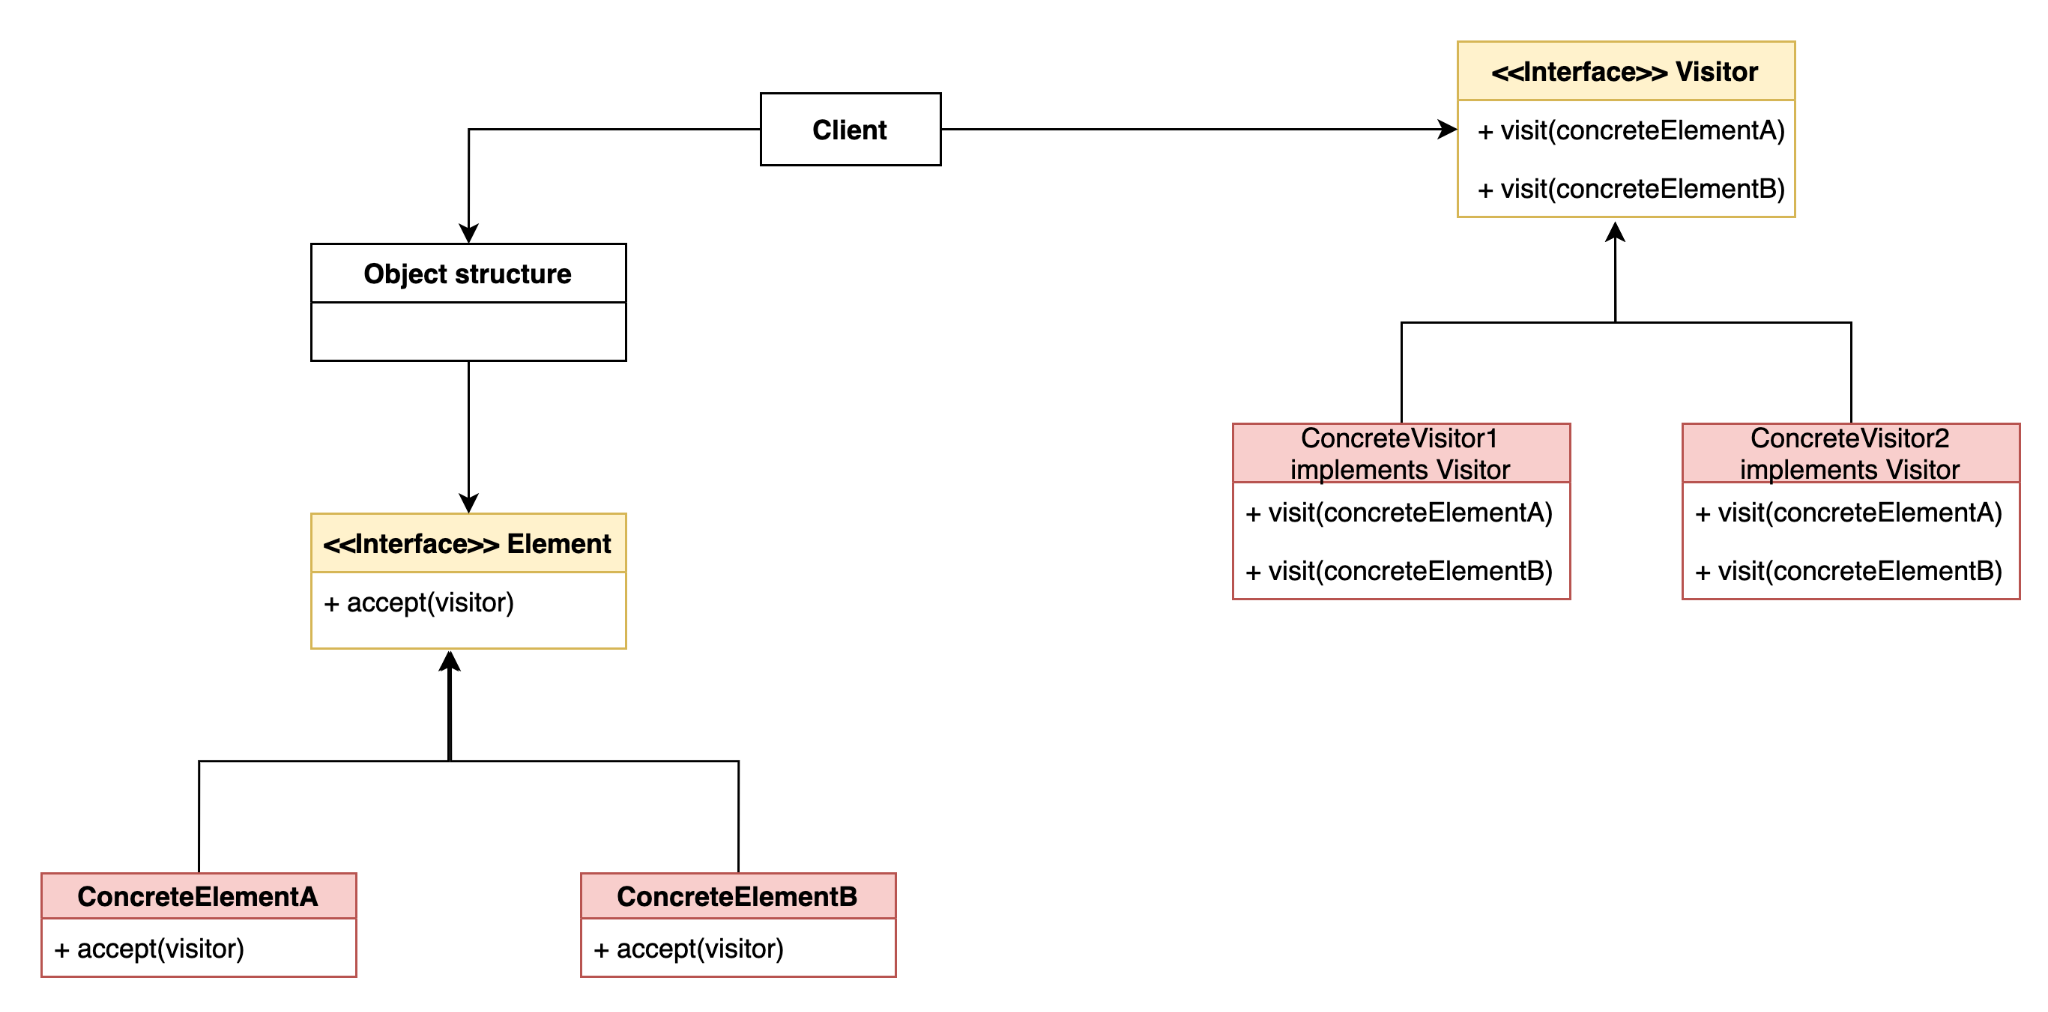 <<Interface>> Visitor
+ visit(concreteElementA)
+ visit(concreteElementB)
Client
Object structure
<<Interface>> Element
+ accept(visitor)
ConcreteVisitor1
implements Visitor
+ visit(concreteElementA)
+ visit(concreteElementB)
ConcreteVisitor2
implements Visitor
+ visit(concreteElementA)
+ visit(concreteElementB)
ConcreteElementA
+ accept(visitor)
ConcreteElementB
+ accept(visitor)